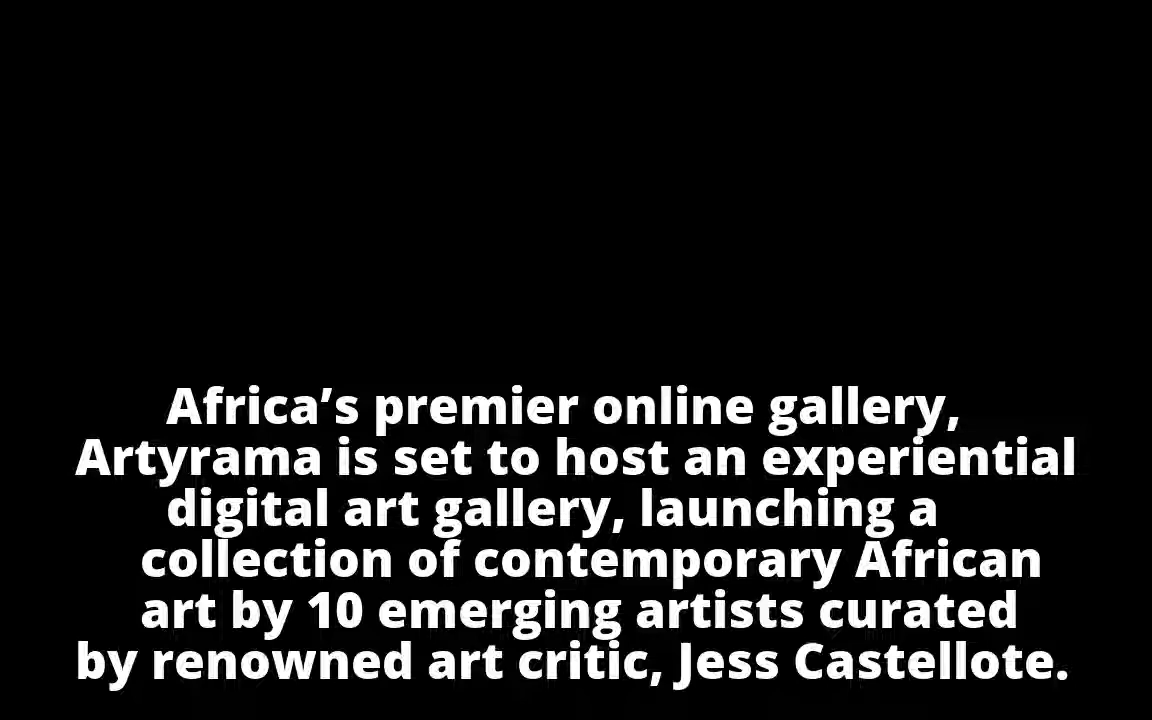 Africa’s premier online gallery,
Artyrama is set to host an experiential
digital art gallery, launching a
collection of contemporary African
art by 10 emerging artists curated
by renowned art critic, Jess Castellote.